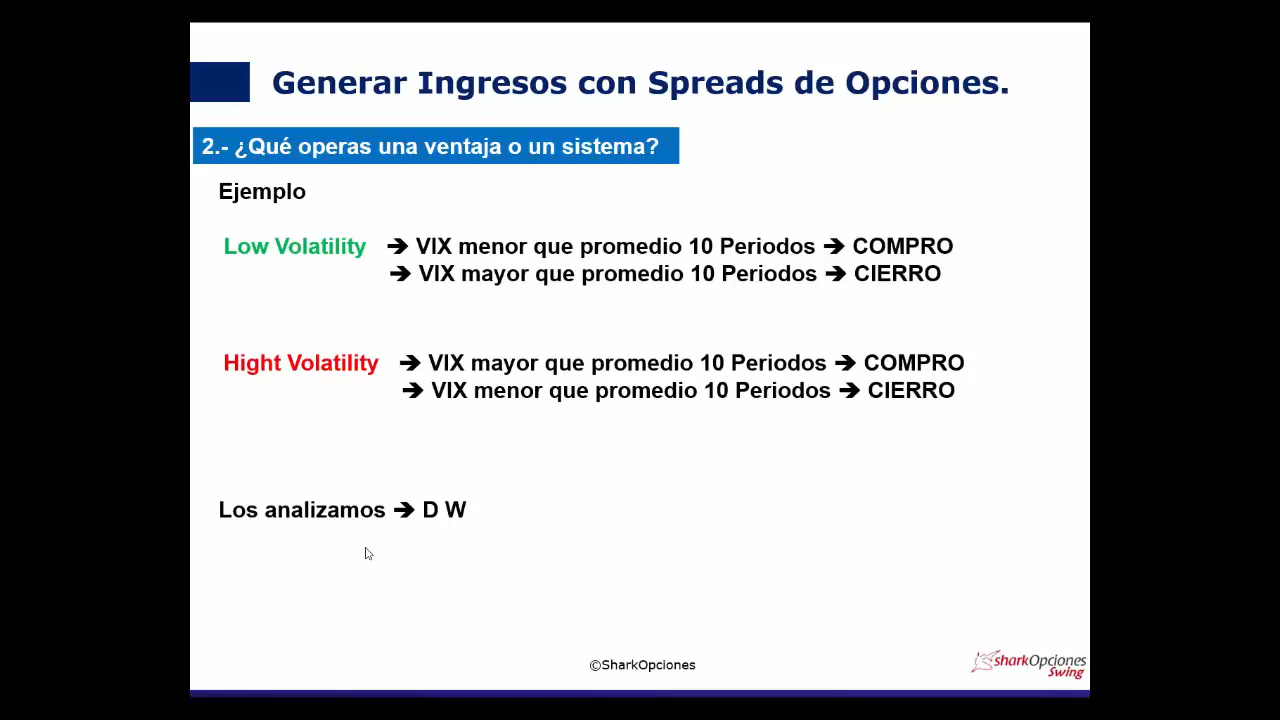 Generar Ingresos con Spreads de Opciones.
2.- ¿Qué operas una ventaja o un sistema?
Ejemplo
Low Volatility ➔ VIX menor que promedio 10 Periodos ➔ COMPRO
➔ VIX mayor que promedio 10 Periodos ➔ CIERRO
Hight Volatility ➔ VIX mayor que promedio 10 Periodos ➔ COMPRO
➔ VIX menor que promedio 10 Periodos ➔ CIERRO
Los analizamos ➔ D W
©SharkOpciones
sharkOpciones
Swing